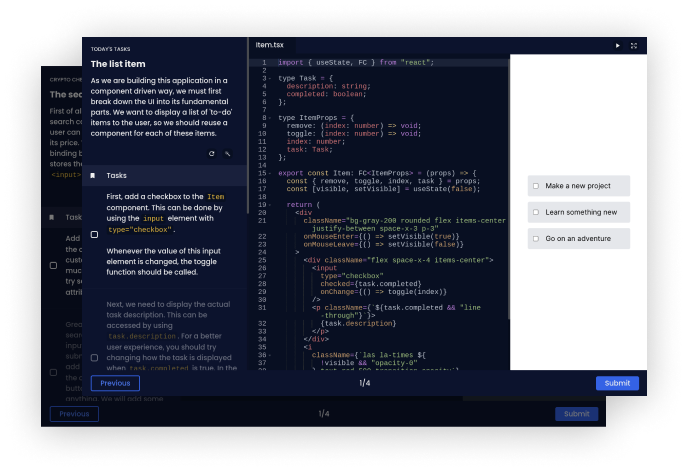 TODAY'S TASKS
The list item
As we are building this application in a
component driven way, we must first
break down the UI into its fundamental
parts. We want to display a list of 'to-do'
items to the user, so we should reuse a
component for each of these items.
Tasks
First, add a checkbox to the Item
component. This can be done by
using the input element with
type="checkbox".
Whenever the value of this input
element is changed, the toggle
function should be called.
Next, we need to display the actual
task description. This can be
accessed by using
task.description. For a better
user experience, you should try
changing how the task is displayed
when task.completed is true. In the
Previous
1/4
Submit
Item.tsx
1 import { useState, FC } from "react";
2
3 type Task = {
4 description: string;
5 completed: boolean;
6 };
7
8 type ItemProps = {
9 remove: (index: number) => void;
10 toggle: (index: number) => void;
11 index: number;
12 task: Task;
13 };
14
15 export const Item: FC<ItemProps> = (props) => {
16 const { remove, toggle, index, task } = props;
17 const [visible, setVisible] = useState(false);
18
19 return (
20 <div
21 className="bg-gray-200 rounded flex items-center
justify-between space-x-3 p-3"
22 onMouseEnter={() => setVisible(true)}
23 onMouseLeave={() => setVisible(false)}
24 >
25 <div className="flex space-x-4 items-center">
26 <input
27 type="checkbox"
28 checked={task.completed}
29 onChange={() => toggle(index)}
30 />
31 <p className={`${task.completed && "line
-through"}`}>
32 {task.description}
33 </p>
34 </div>
35 <i
36 className={`las la-times ${
37 !visible && "opacity-0"
Make a new project
Learn something new
Go on an adventure
CRYPTO CHE
The sea
First of al
search co
user can
its price.
binding b
stores the
<input>
Task
Add
the c
custo
much
try se
attrib
Grea
sear
inpu
subm
add
the c
butto
anything. We will add some
Previous
1/4
Submit